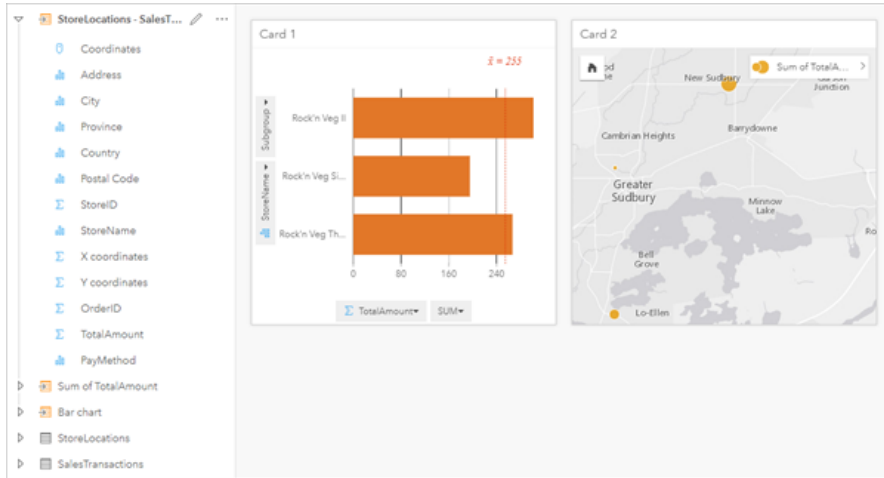 StoreLocations - SalesT...
Coordinates
Address
City
Province
Country
Postal Code
StoreID
StoreName
X coordinates
Y coordinates
OrderID
TotalAmount
PayMethod
Sum of TotalAmount
Bar chart
StoreLocations
SalesTransactions
Card 1
x̄ = 255
Subgroup
StoreName
Rock'n Veg II
Rock'n Veg Si...
Rock'n Veg Th...
0 80 160 240
TotalAmount SUM
Card 2
Sum of TotalA...
New Sudbury
Junction
Cambrian Heights
Barrydowne
Greater
Sudbury
Minnow
Lake
Ro
Bell
Grove
Lo-Ellen